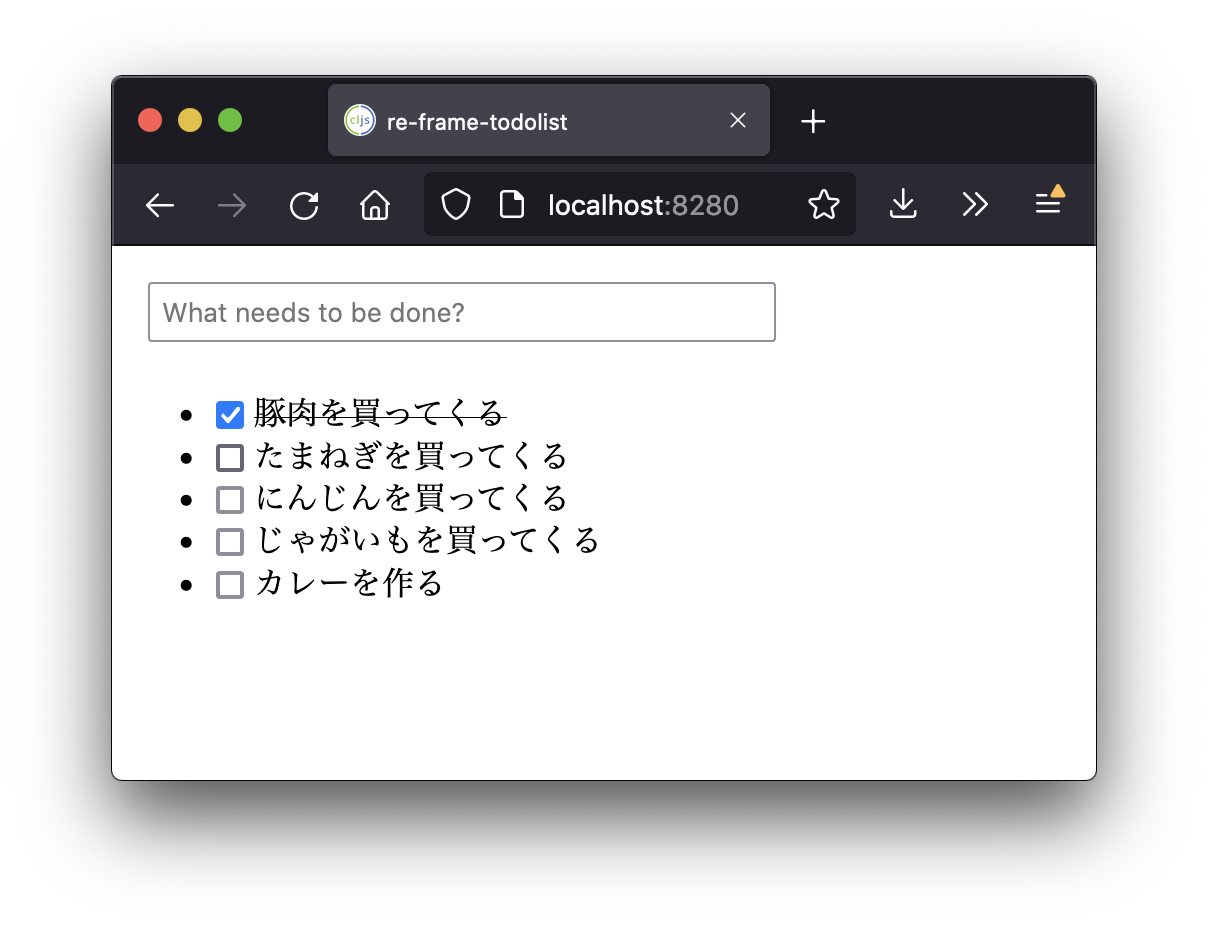 cljs re-frame-todolist
localhost:8280
What needs to be done?
豚肉を買ってくる
たまねぎを買ってくる
にんじんを買ってくる
じゃがいもを買ってくる
カレーを作る